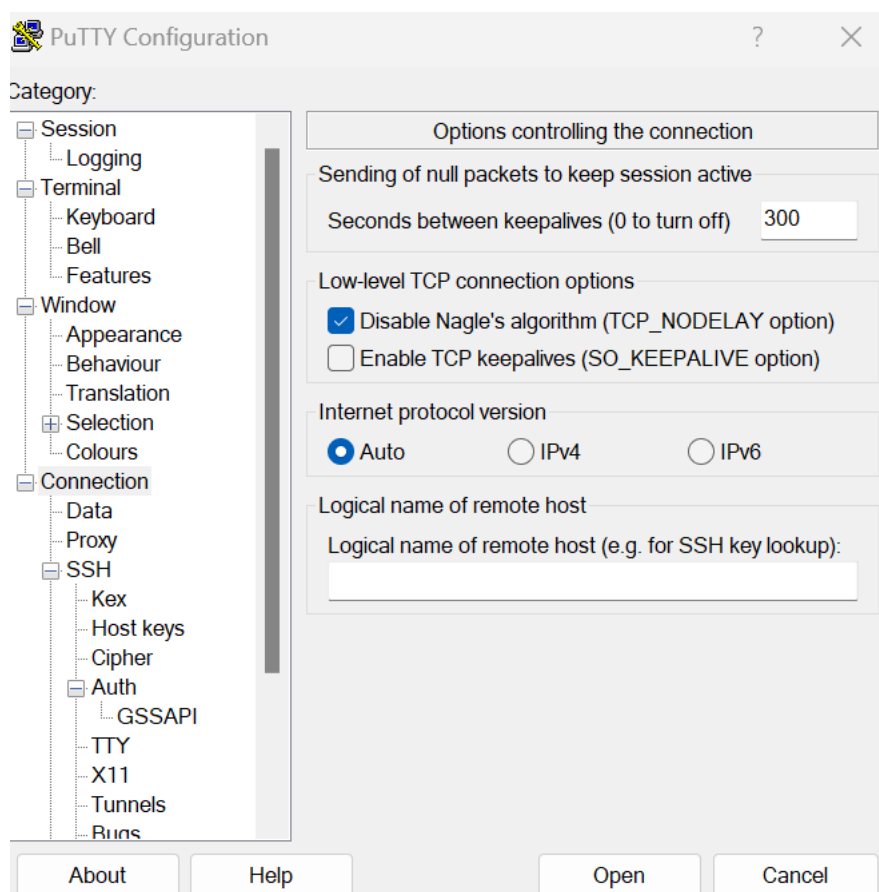 PuTTY Configuration
Category:
Session
Logging
Terminal
Keyboard
Bell
Features
Window
Appearance
Behaviour
Translation
Selection
Colours
Connection
Data
Proxy
SSH
Kex
Host keys
Cipher
Auth
GSSAPI
TTY
X11
Tunnels
Bugs
Options controlling the connection
Sending of null packets to keep session active
Seconds between keepalives (0 to turn off) 300
Low-level TCP connection options
Disable Nagle's algorithm (TCP_NODELAY option)
Enable TCP keepalives (SO_KEEPALIVE option)
Internet protocol version
Auto IPv4 IPv6
Logical name of remote host
Logical name of remote host (e.g. for SSH key lookup):
About Help Open Cancel